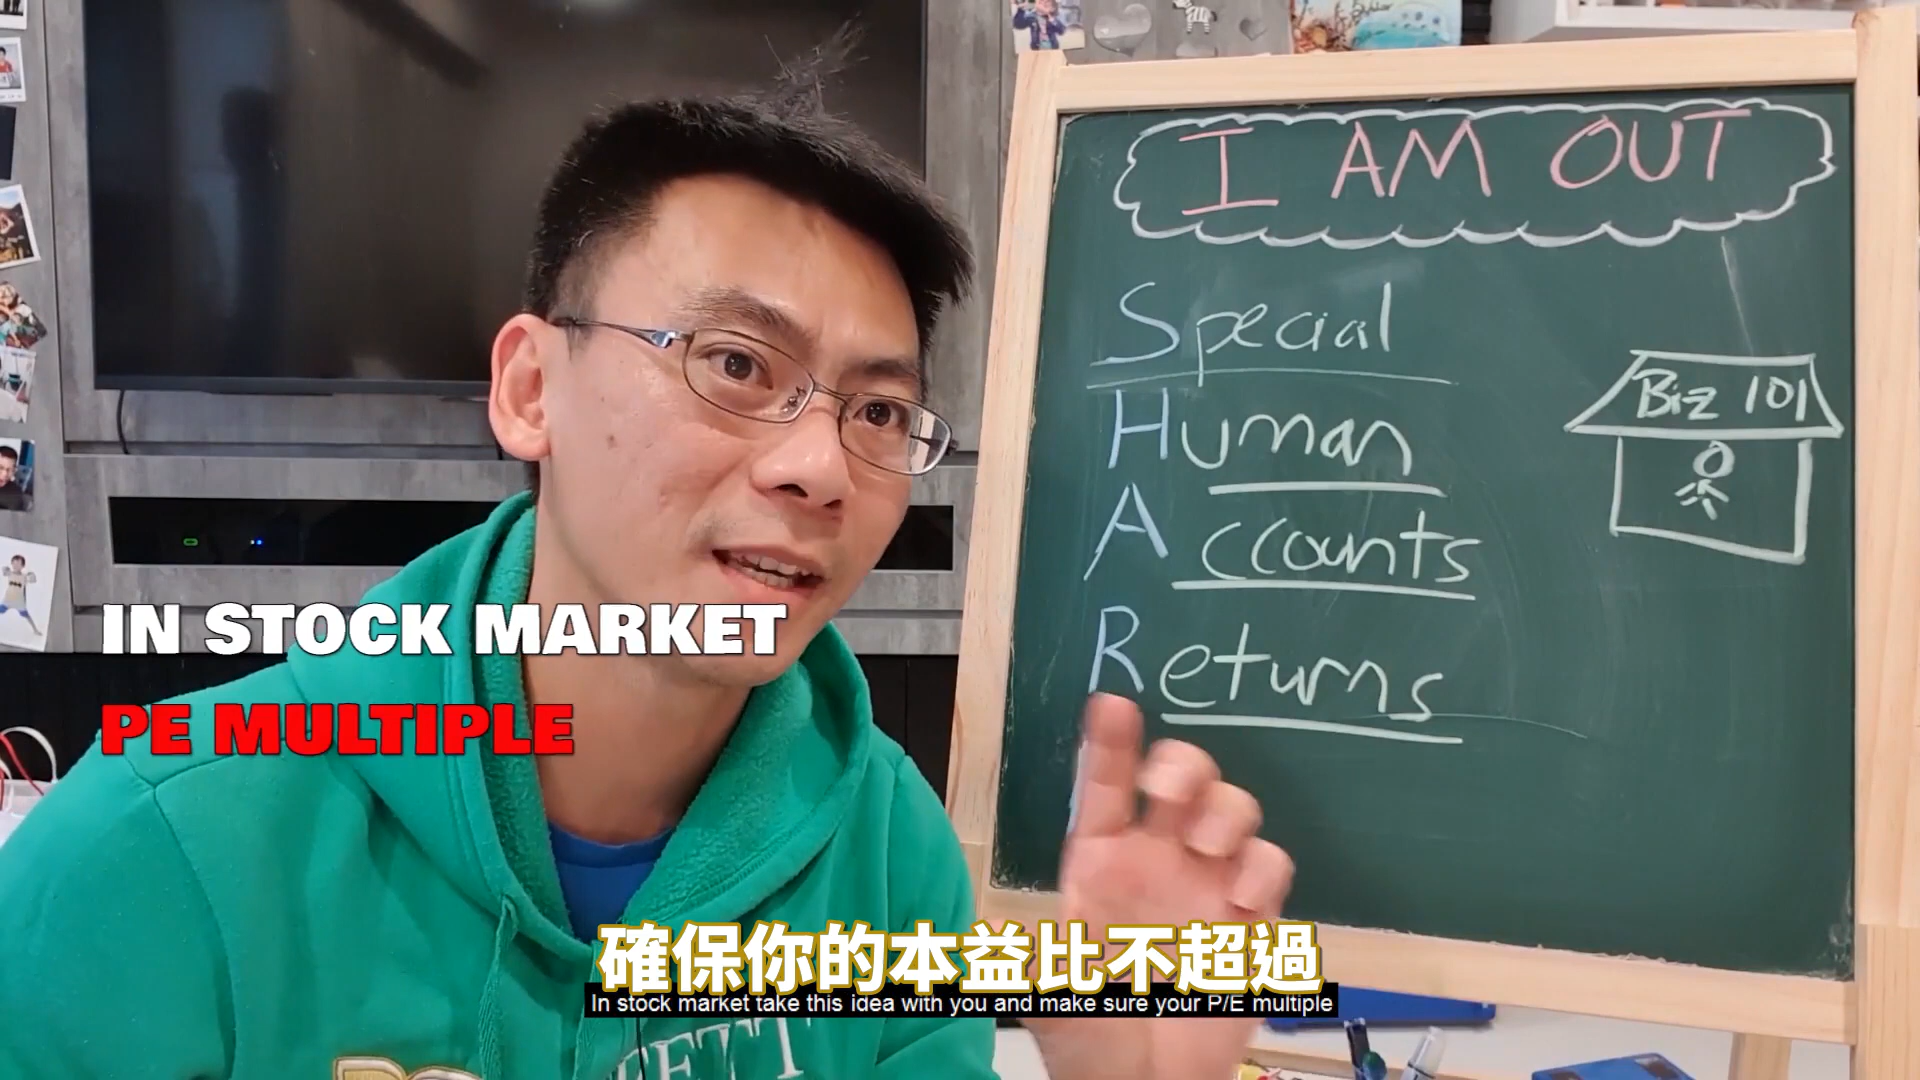 I AM OUT
Special
Human
Biz 101
Accounts
Returns
IN STOCK MARKET
PE MULTIPLE
確保你的本益比不超過
In stock market take this idea with you and make sure your P/E multiple